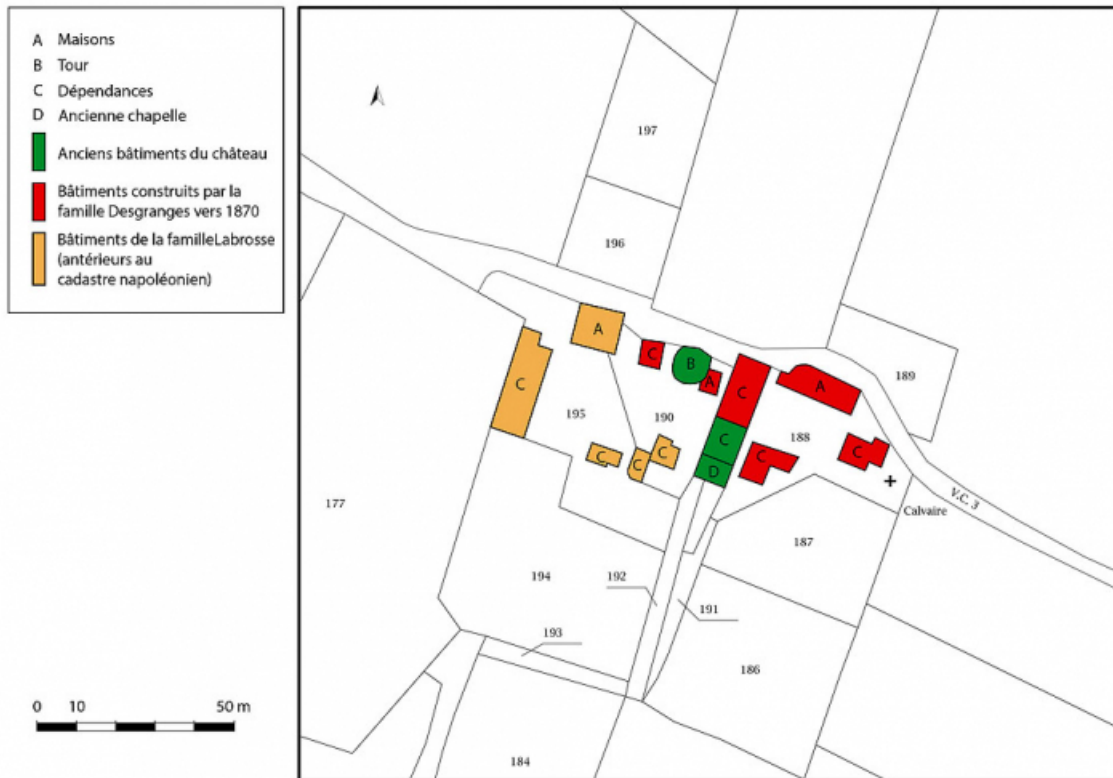 A Maisons
B Tour
C Dépendances
D Ancienne chapelle
Anciens bâtiments du château
Bâtiments construits par la
famille Desgranges vers 1870
Bâtiments de la familleLabrosse
(antérieurs au
cadastre napoléonien)
197
196
189
A
C
B
A
C
A
C
195
190
C
188
C
C
C
C
D
C
177
Calvaire
V.C. 3
187
194
192
191
193
186
184
0 10 50 m